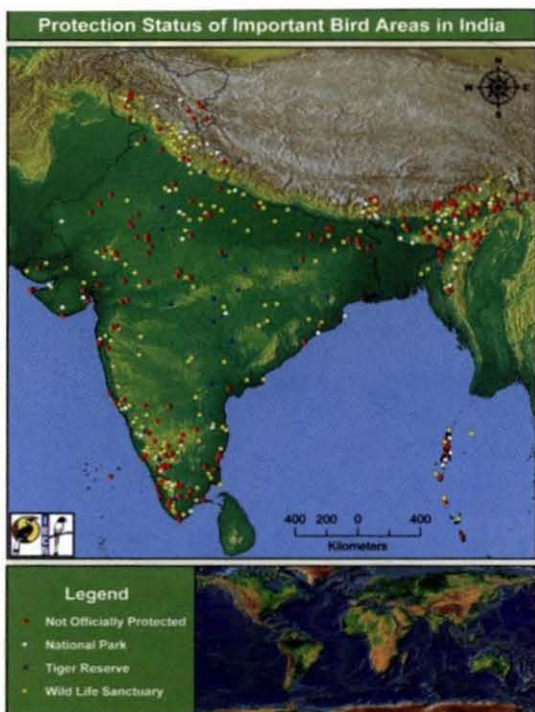 Protection Status of Important Bird Areas in India
N
W E
S
400 200 0 400
Kilometers
Legend
Not Officially Protected
National Park
Tiger Reserve
Wild Life Sanctuary